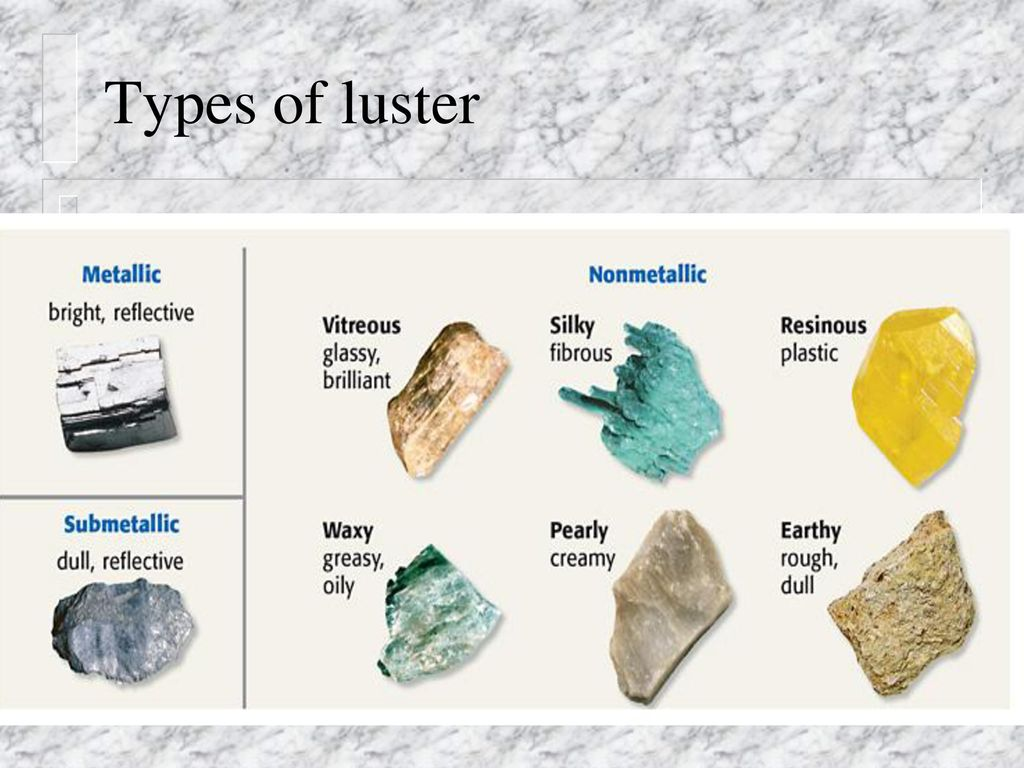 Types of luster
Metallic
bright, reflective
Submetallic
dull, reflective
Nonmetallic
Vitreous
glassy,
brilliant
Silky
fibrous
Resinous
plastic
Waxy
greasy,
oily
Pearly
creamy
Earthy
rough,
dull